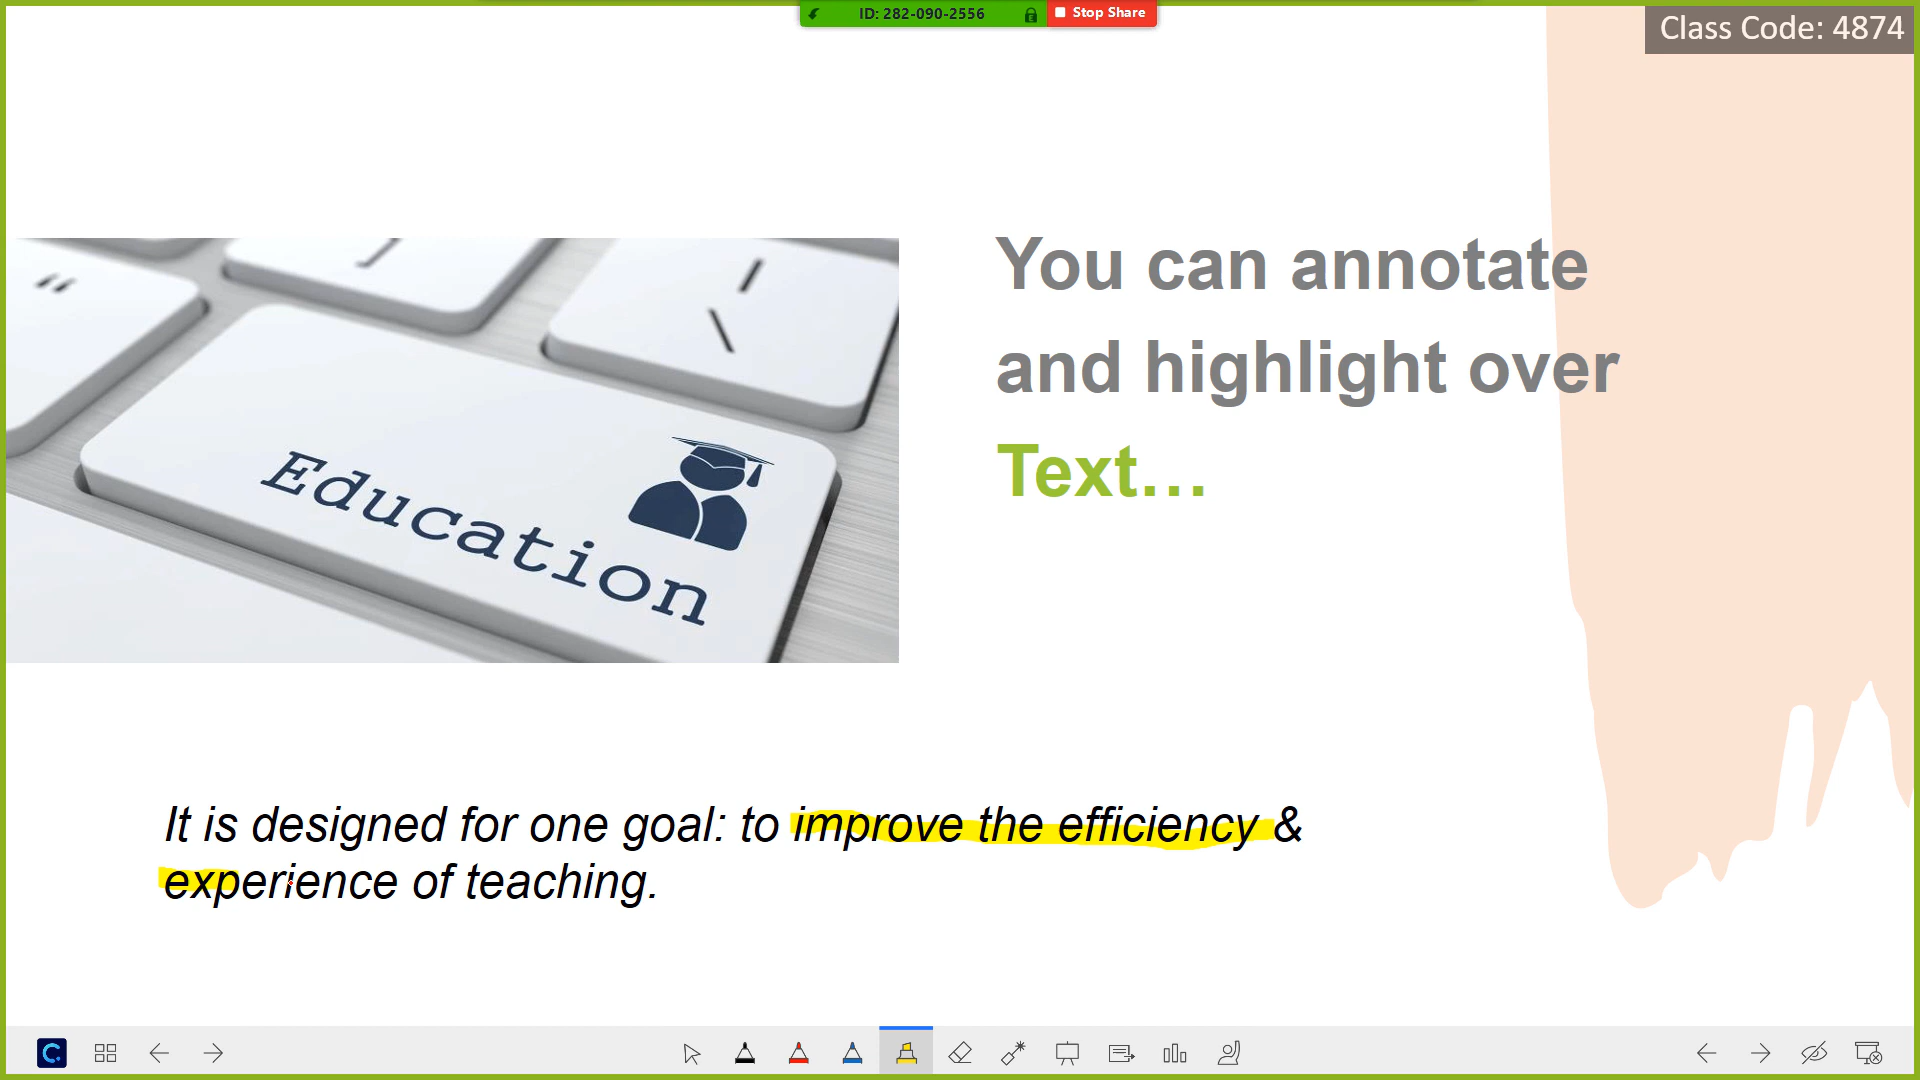 ID: 282-090-2556
Stop Share
Class Code: 4874
You can annotate
and highlight over
Text…
Education
It is designed for one goal: to improve the efficiency &
experience of teaching.